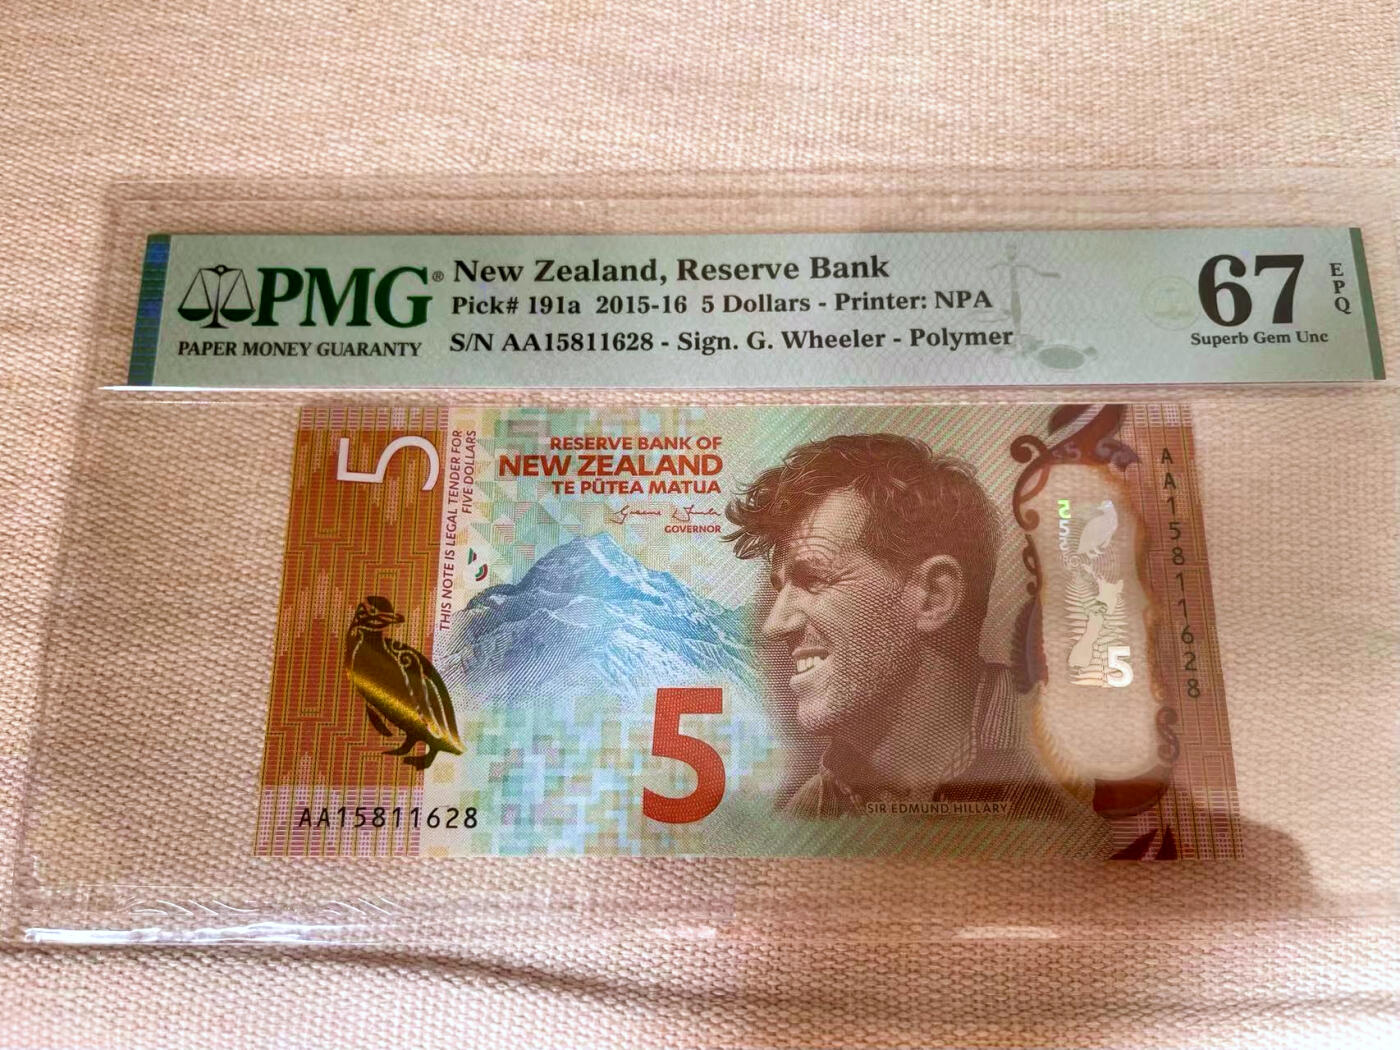 PMG®
PAPER MONEY GUARANTY
New Zealand, Reserve Bank
Pick# 191a 2015-16 5 Dollars - Printer: NPA
S/N AA15811628 - Sign. G. Wheeler - Polymer
67
EPQ
Superb Gem Unc
5
THIS NOTE IS LEGAL TENDER FOR
FIVE DOLLARS
RESERVE BANK OF
NEW ZEALAND
TE PŪTEA MATUA
GOVERNOR
5
SIR EDMUND HILLARY
AA15811628
5
5
5
AA15811628